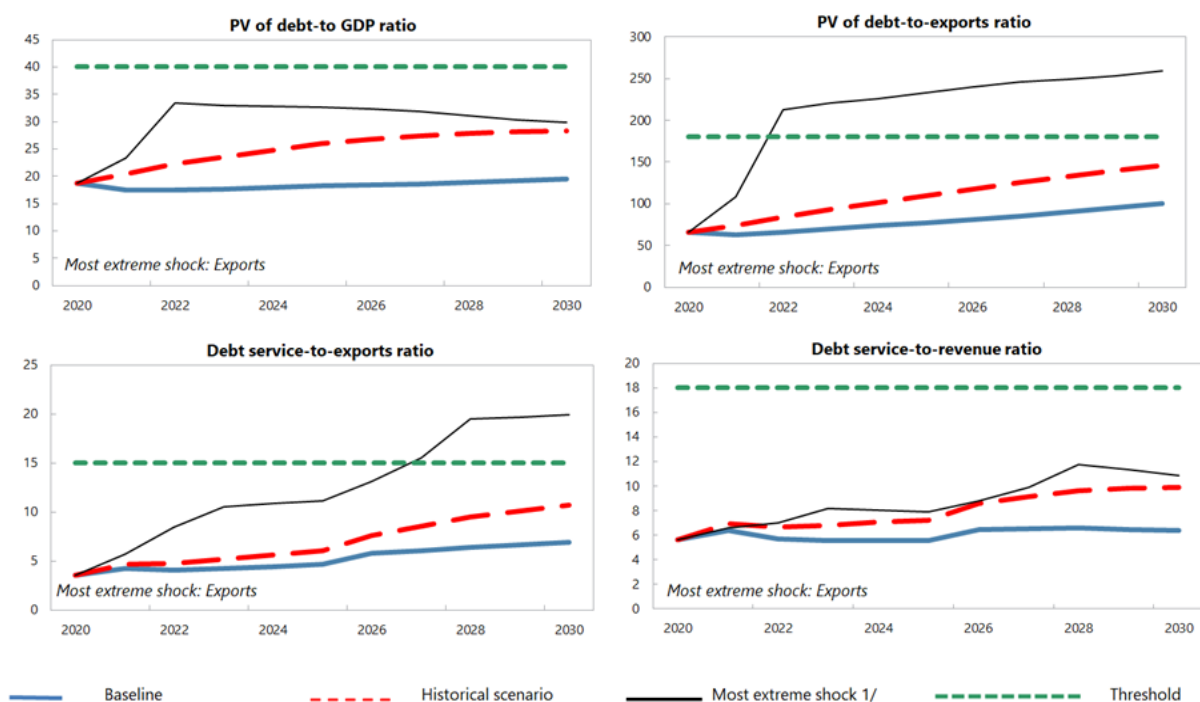 PV of debt-to GDP ratio
45
40
35
30
25
20
15
10
5
0
Most extreme shock: Exports
2020 2022 2024 2026 2028 2030
PV of debt-to-exports ratio
300
250
200
150
100
50
0
Most extreme shock: Exports
2020 2022 2024 2026 2028 2030
Debt service-to-exports ratio
25
20
15
10
5
0
Most extreme shock: Exports
2020 2022 2024 2026 2028 2030
Debt service-to-revenue ratio
20
18
16
14
12
10
8
6
4
2
0
Most extreme shock: Exports
2020 2022 2024 2026 2028 2030
Baseline Historical scenario Most extreme shock 1/ Threshold